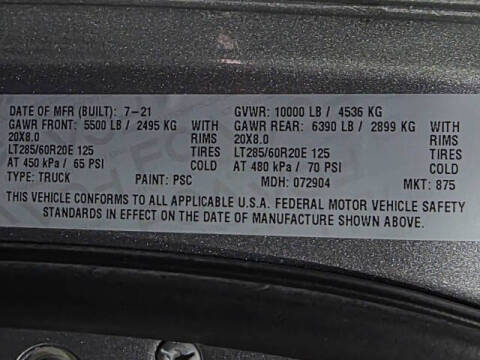 DATE OF MFR (BUILT): 7-21 GVWR: 10000 LB / 4536 KG
GAWR FRONT: 5500 LB / 2495 KG WITH GAWR REAR: 6390 LB / 2899 KG WITH
20X8.0 RIMS 20X8.0 RIMS
LT285/60R20E 125 TIRES LT285/60R20E 125 TIRES
AT 450 kPa / 65 PSI COLD AT 480 kPa / 70 PSI COLD
TYPE: TRUCK PAINT: PSC MDH: 072904 MKT: 875
THIS VEHICLE CONFORMS TO ALL APPLICABLE U.S.A. FEDERAL MOTOR VEHICLE SAFETY
STANDARDS IN EFFECT ON THE DATE OF MANUFACTURE SHOWN ABOVE.